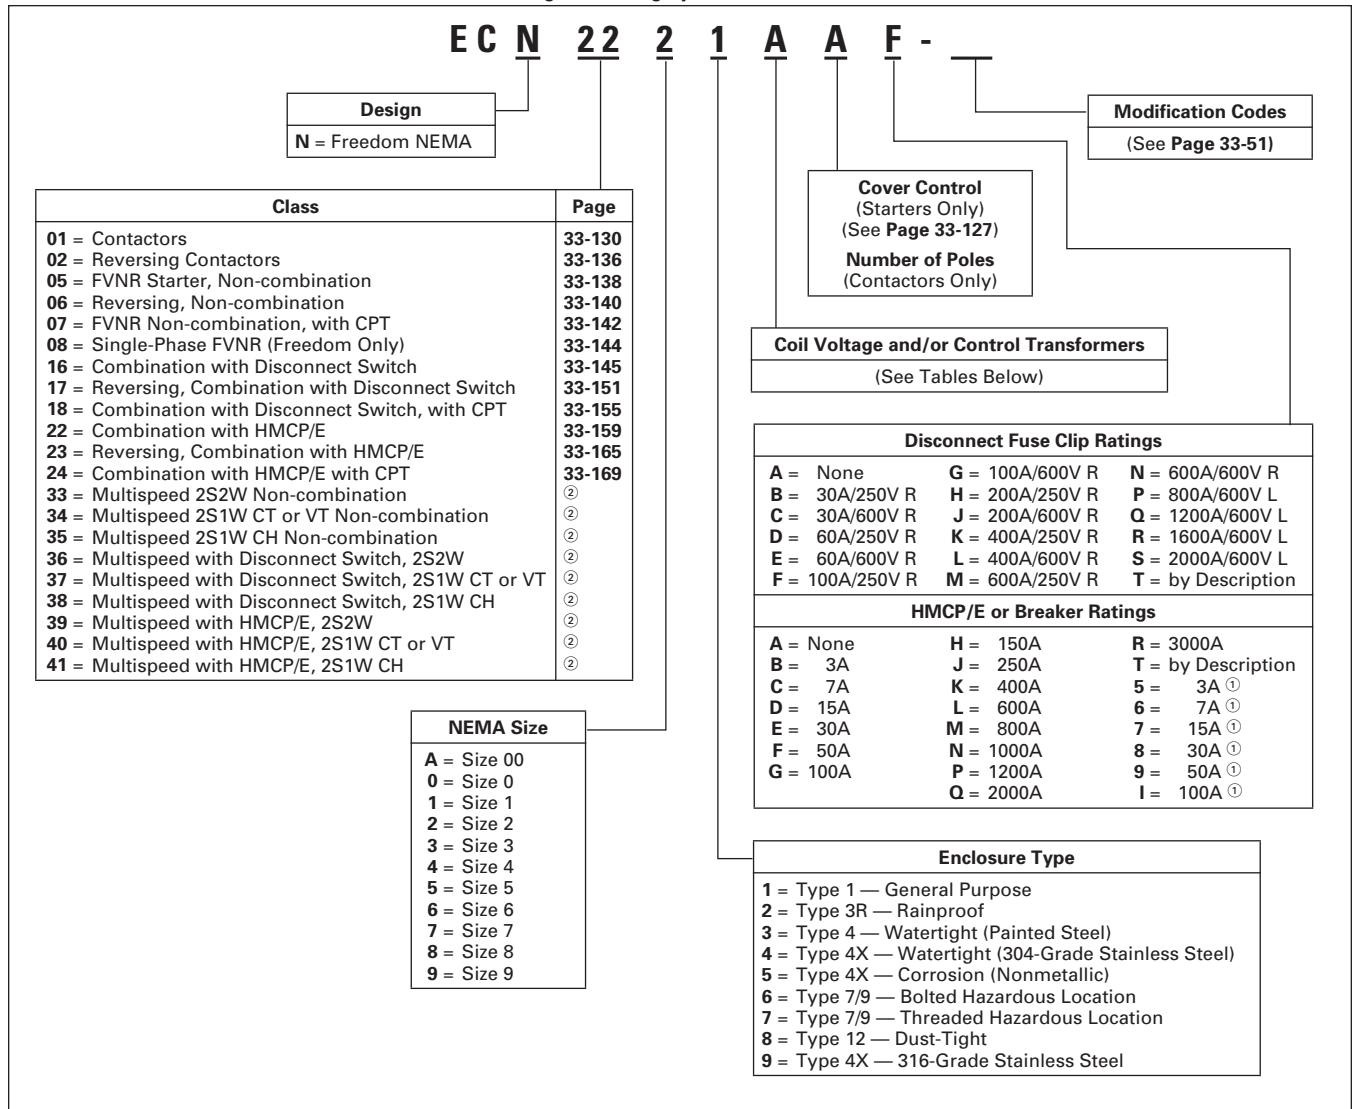 ECN 22 2 1 A A F - __
Design
N = Freedom NEMA
Modification Codes
(See Page 33-51)
Cover Control
(Starters Only)
(See Page 33-127)
Number of Poles
(Contactors Only)
Class Page
01 = Contactors 33-130
02 = Reversing Contactors 33-136
05 = FVNR Starter, Non-combination 33-138
06 = Reversing, Non-combination 33-140
07 = FVNR Non-combination, with CPT 33-142
08 = Single-Phase FVNR (Freedom Only) 33-144
16 = Combination with Disconnect Switch 33-145
17 = Reversing, Combination with Disconnect Switch 33-151
18 = Combination with Disconnect Switch, with CPT 33-155
22 = Combination with HMCP/E 33-159
23 = Reversing, Combination with HMCP/E 33-165
24 = Combination with HMCP/E with CPT 33-169
33 = Multispeed 2S2W Non-combination ②
34 = Multispeed 2S1W CT or VT Non-combination ②
35 = Multispeed 2S1W CH Non-combination ②
36 = Multispeed with Disconnect Switch, 2S2W ②
37 = Multispeed with Disconnect Switch, 2S1W CT or VT ②
38 = Multispeed with Disconnect Switch, 2S1W CH ②
39 = Multispeed with HMCP/E, 2S2W ②
40 = Multispeed with HMCP/E, 2S1W CT or VT ②
41 = Multispeed with HMCP/E, 2S1W CH ②
Coil Voltage and/or Control Transformers
(See Tables Below)
Disconnect Fuse Clip Ratings
A = None G = 100A/600V R N = 600A/600V R
B = 30A/250V R H = 200A/250V R P = 800A/600V L
C = 30A/600V R J = 200A/600V R Q = 1200A/600V L
D = 60A/250V R K = 400A/250V R R = 1600A/600V L
E = 60A/600V R L = 400A/600V R S = 2000A/600V L
F = 100A/250V R M = 600A/250V R T = by Description
HMCP/E or Breaker Ratings
A = None H = 150A R = 3000A
B = 3A J = 250A T = by Description
C = 7A K = 400A 5 = 3A ①
D = 15A L = 600A 6 = 7A ①
E = 30A M = 800A 7 = 15A ①
F = 50A N = 1000A 8 = 30A ①
G = 100A P = 1200A 9 = 50A ①
Q = 2000A I = 100A ①
NEMA Size
A = Size 00
0 = Size 0
1 = Size 1
2 = Size 2
3 = Size 3
4 = Size 4
5 = Size 5
6 = Size 6
7 = Size 7
8 = Size 8
9 = Size 9
Enclosure Type
1 = Type 1 — General Purpose
2 = Type 3R — Rainproof
3 = Type 4 — Watertight (Painted Steel)
4 = Type 4X — Watertight (304-Grade Stainless Steel)
5 = Type 4X — Corrosion (Nonmetallic)
6 = Type 7/9 — Bolted Hazardous Location
7 = Type 7/9 — Threaded Hazardous Location
8 = Type 12 — Dust-Tight
9 = Type 4X — 316-Grade Stainless Steel